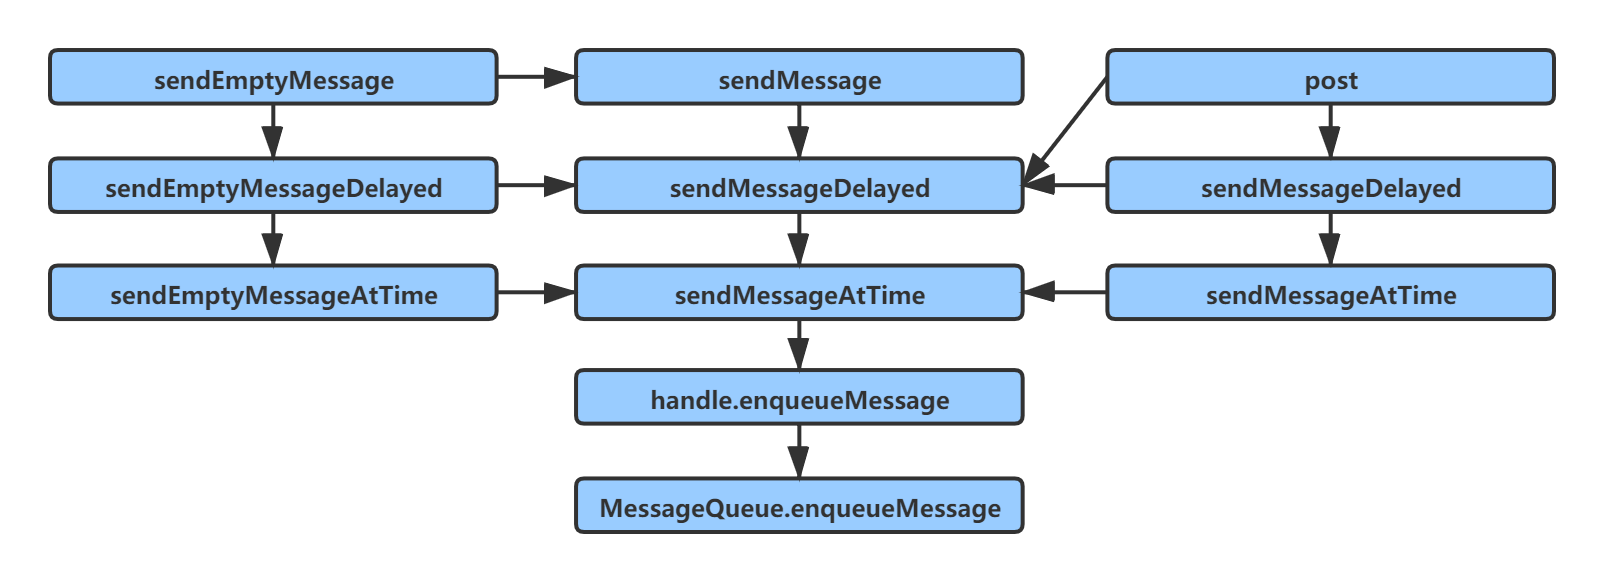 sendEmptyMessage
sendMessage
post
sendEmptyMessageDelayed
sendMessageDelayed
sendMessageDelayed
sendEmptyMessageAtTime
sendMessageAtTime
sendMessageAtTime
handle.enqueueMessage
MessageQueue.enqueueMessage